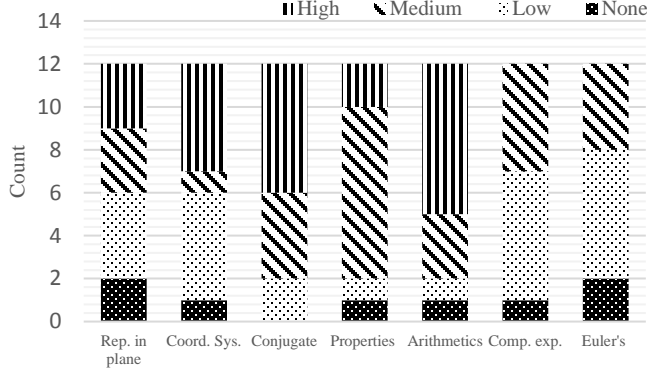 High Medium Low None
14
12
10
8
6
4
2
0
Count
Rep. in plane
Coord. Sys.
Conjugate
Properties
Arithmetics
Comp. exp.
Euler's